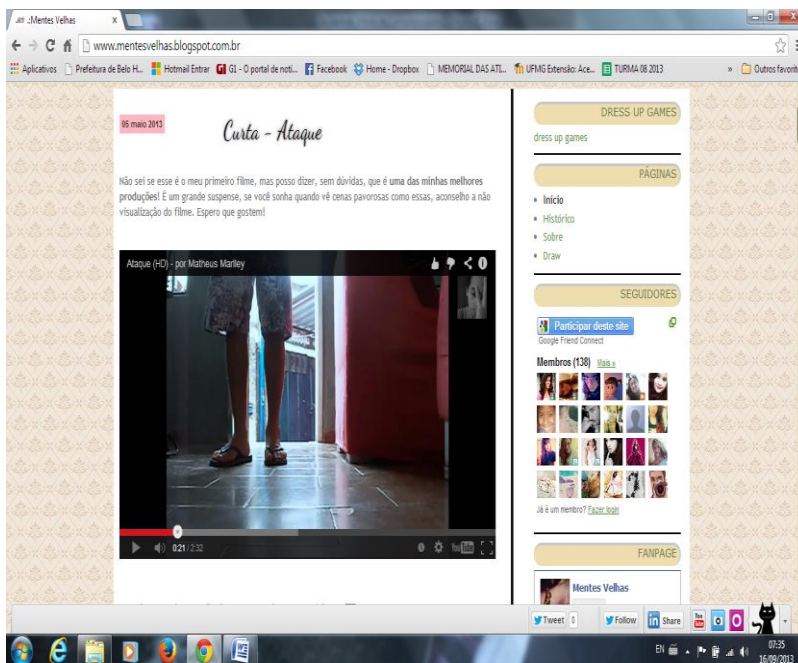 .:Mentes Velhas
www.mentesvelhas.blogspot.com.br
Aplicativos Prefeitura de Belo H... Hotmail Entrar G1 - O portal de notí... Facebook Home - Dropbox MEMORIAL DAS ATI... UFMG Extensão: Ace... TURMA 08 2013 » Outros favorit
05 maio 2013
Curta - Ataque
Não sei se esse é o meu primeiro filme, mas posso dizer, sem dúvidas, que é uma das minhas melhores
produções! É um grande suspense, se você sonha quando vê cenas pavorosas como essas, aconselho a não
visualização do filme. Espero que gostem!
Ataque (HD) - por Matheus Marlley
0:21 / 2:32
YouTube
DRESS UP GAMES
dress up games
PÁGINAS
Início
Histórico
Sobre
Draw
SEGUIDORES
Participar deste site
Google Friend Connect
Membros (138) Mais »
Já é um membro? Fazer login
FANPAGE
Mentes Velhas
Tweet 0 Follow in Share
EN 07:35
16/09/2013